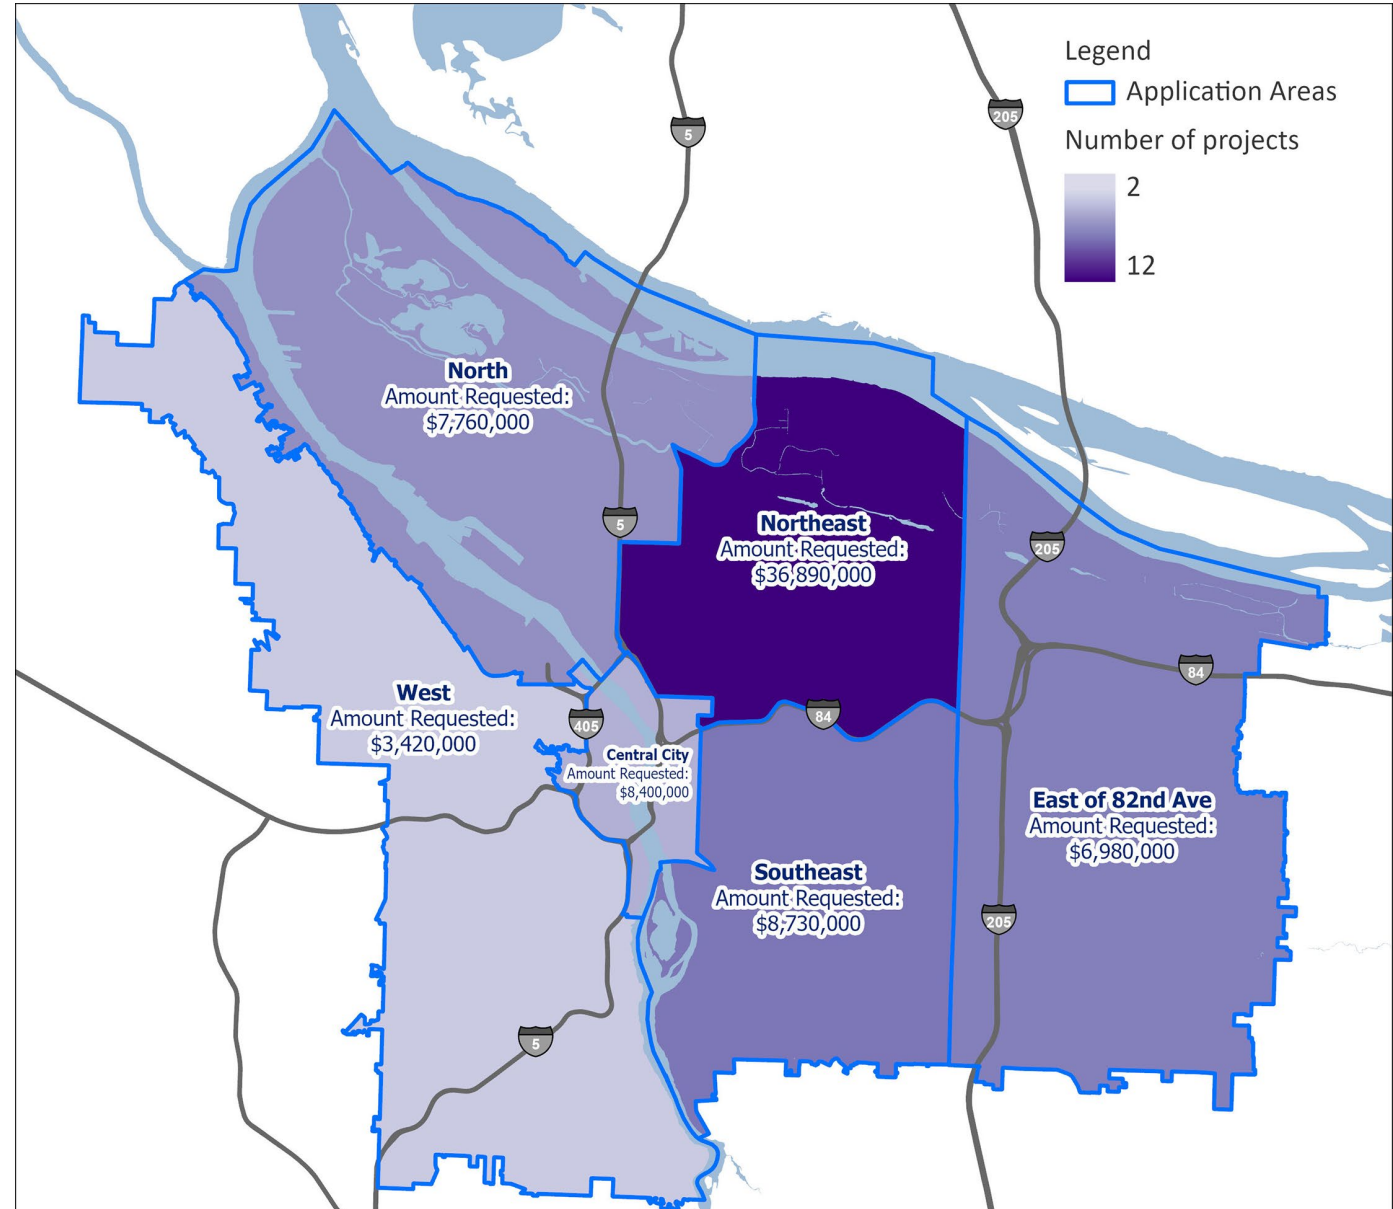 Legend
Application Areas
Number of projects
2
12
5
205
North
Amount Requested:
$7,760,000
5
Northeast
Amount Requested:
$36,890,000
205
84
West
Amount Requested:
$3,420,000
405
84
Central City
Amount Requested:
$8,400,000
East of 82nd Ave
Amount Requested:
$6,980,000
Southeast
Amount Requested:
$8,730,000
205
5